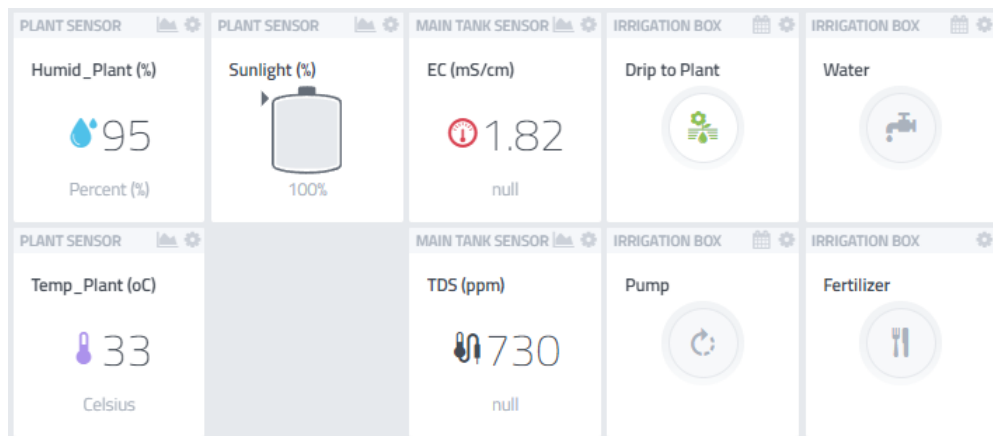 PLANT SENSOR
PLANT SENSOR
MAIN TANK SENSOR
IRRIGATION BOX
IRRIGATION BOX
Humid_Plant (%)
Sunlight (%)
EC (mS/cm)
Drip to Plant
Water
95
1.82
Percent (%)
100%
null
PLANT SENSOR
MAIN TANK SENSOR
IRRIGATION BOX
IRRIGATION BOX
Temp_Plant (oC)
TDS (ppm)
Pump
Fertilizer
33
730
Celsius
null